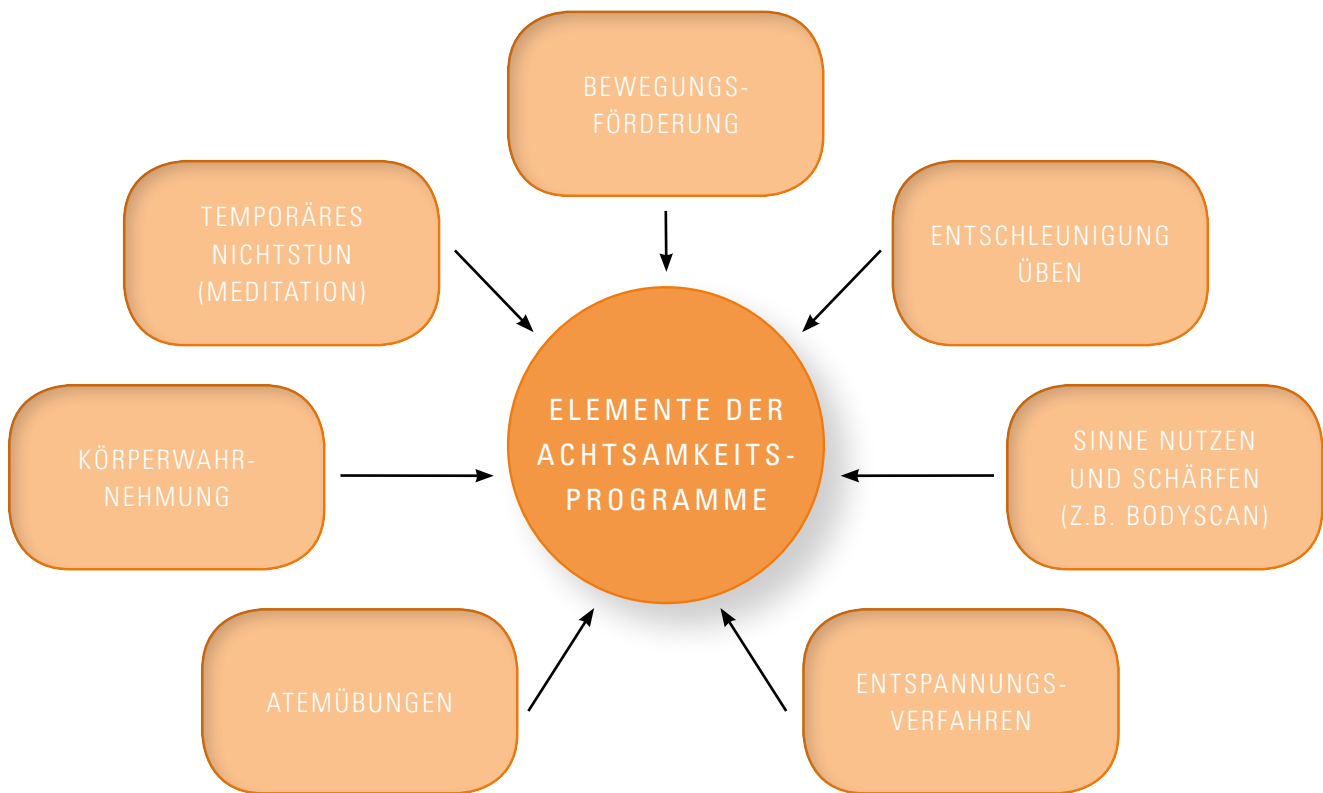 BEWEGUNGS-
FÖRDERUNG
TEMPORÄRES
NICHTSTUN
(MEDITATION)
ENTSCHLEUNIGUNG
ÜBEN
ELEMENTE DER
ACHTSAMKEITS-
PROGRAMME
KÖRPERWAHR-
NEHMUNG
SINNE NUTZEN
UND SCHÄRFEN
(Z.B. BODYSCAN)
ATEMÜBUNGEN
ENTSPANNUNGS-
VERFAHREN